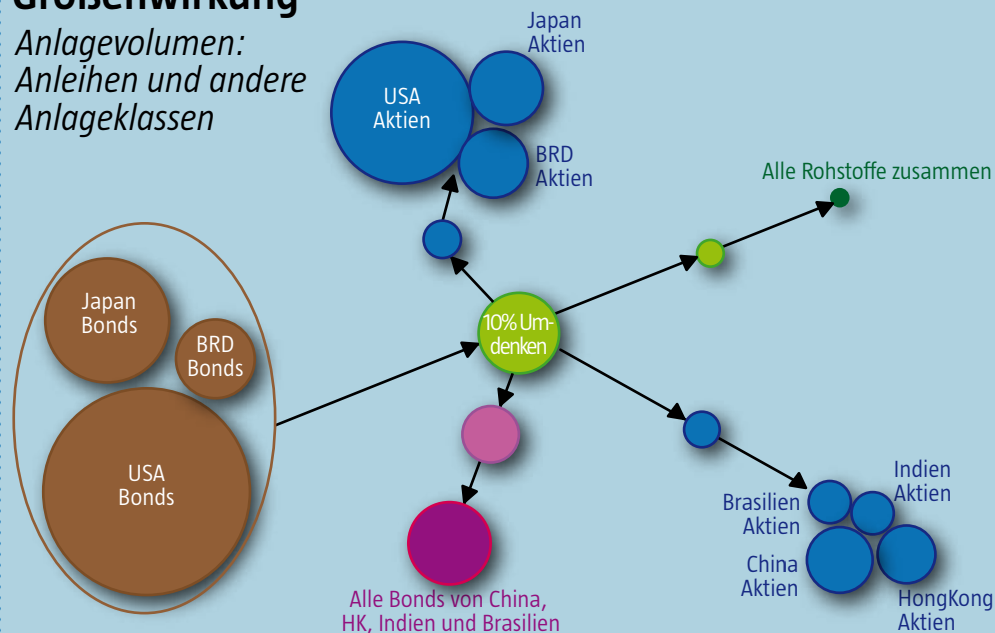 Größenwirkung
Anlagevolumen:
Anleihen und andere
Anlageklassen
Japan
Aktien
USA
Aktien
BRD
Aktien
Alle Rohstoffe zusammen
Japan
Bonds
BRD
Bonds
10% Um-
denken
USA
Bonds
Indien
Aktien
Brasilien
Aktien
China
Aktien
HongKong
Aktien
Alle Bonds von China,
HK, Indien und Brasilien